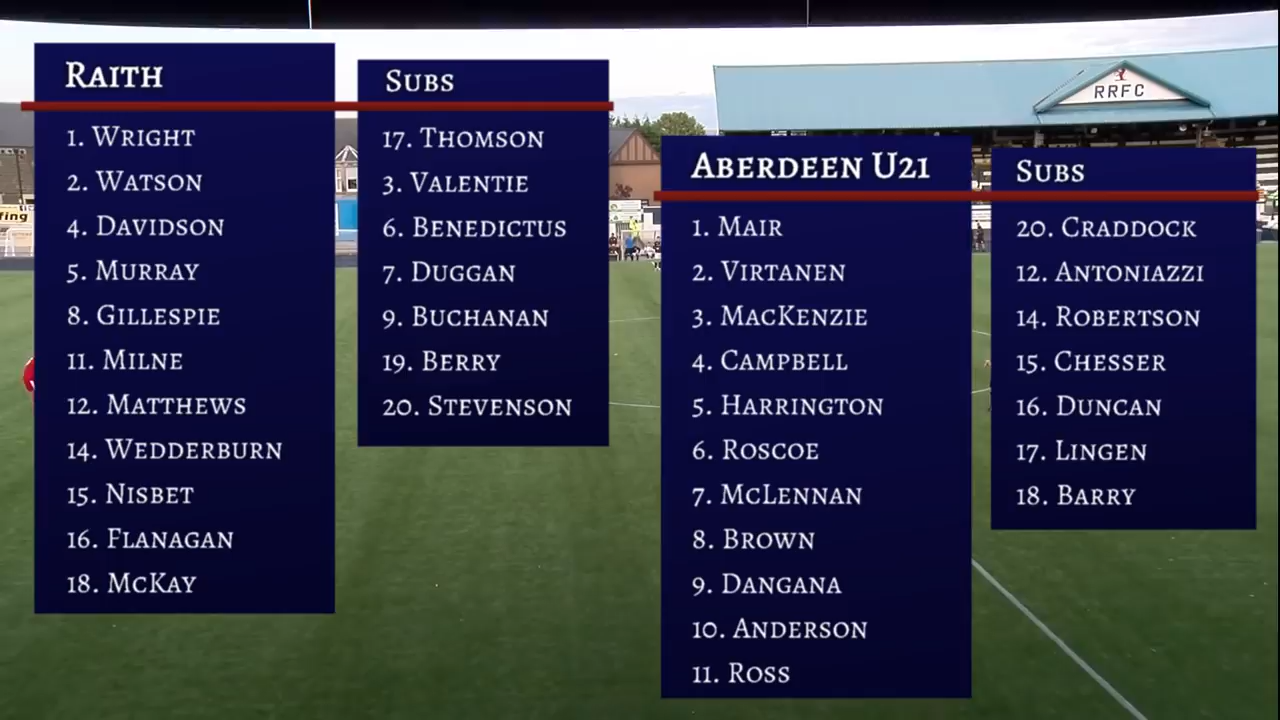 Raith
1. Wright
2. Watson
4. Davidson
5. Murray
8. Gillespie
11. Milne
12. Matthews
14. Wedderburn
15. Nisbet
16. Flanagan
18. McKay
Subs
17. Thomson
3. Valentie
6. Benedictus
7. Duggan
9. Buchanan
19. Berry
20. Stevenson
RRFC
Aberdeen U21
1. Mair
2. Virtanen
3. MacKenzie
4. Campbell
5. Harrington
6. Roscoe
7. McLennan
8. Brown
9. Dangana
10. Anderson
11. Ross
Subs
20. Craddock
12. Antoniazzi
14. Robertson
15. Chesser
16. Duncan
17. Lingen
18. Barry